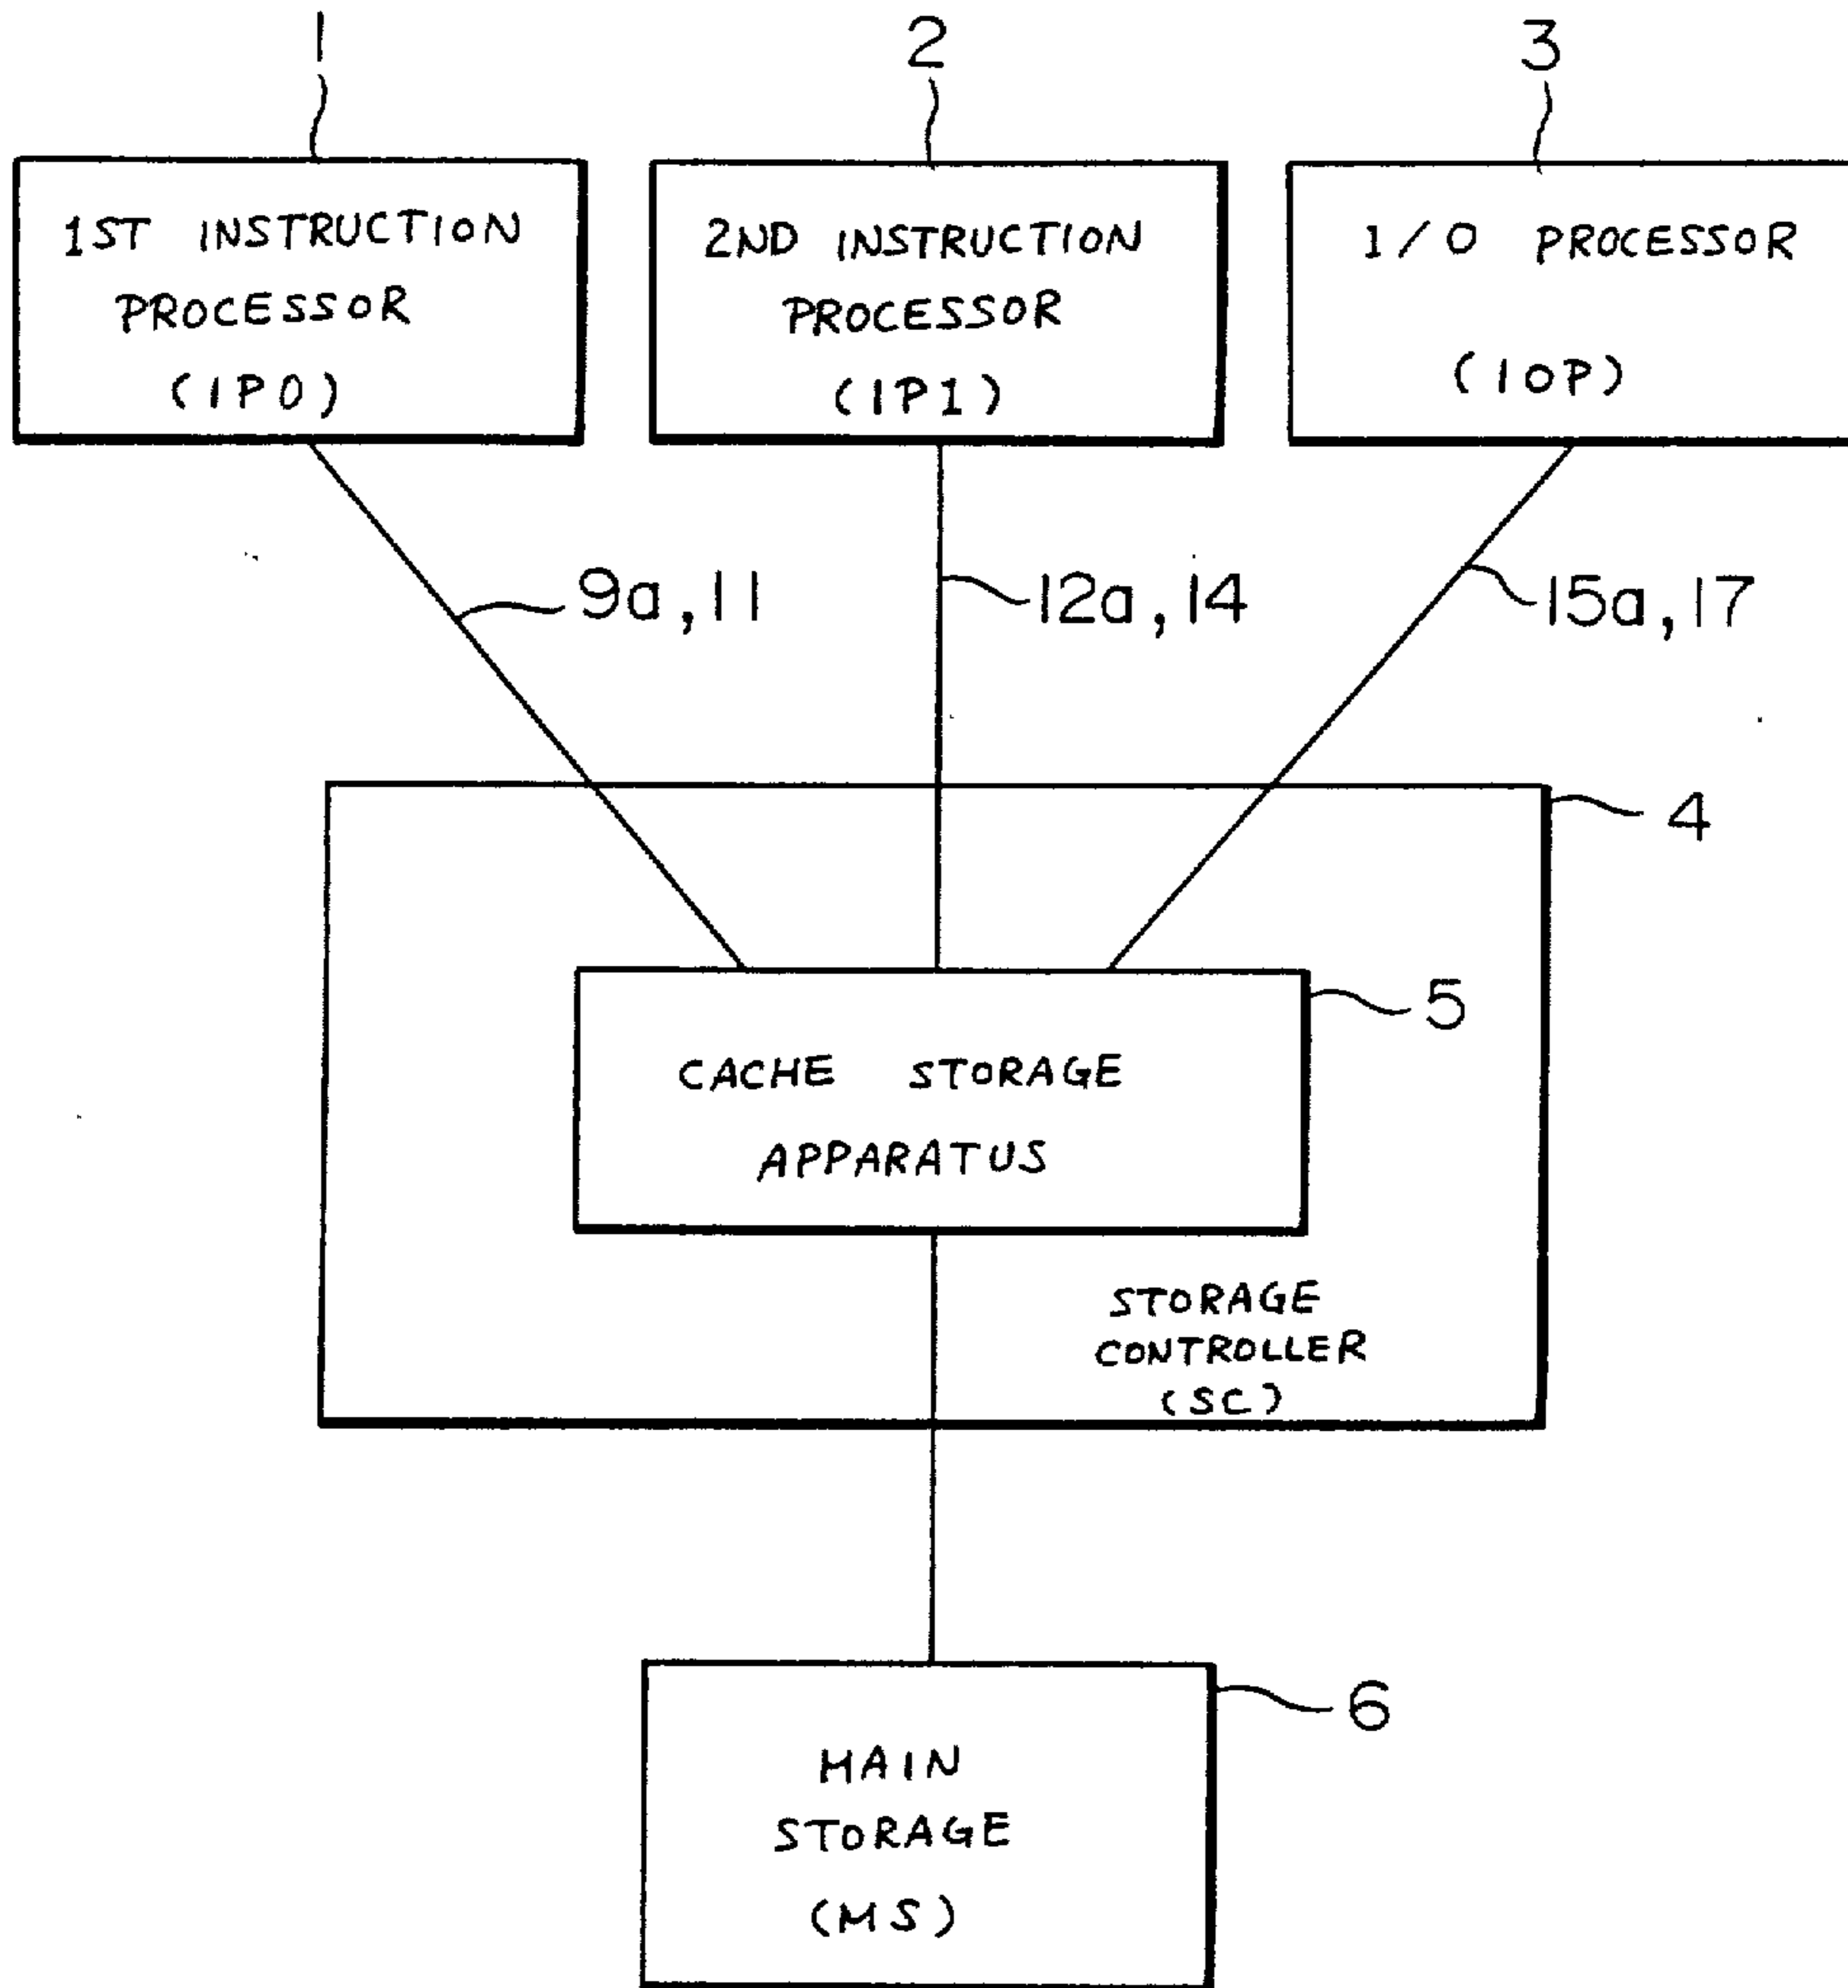 1
2
3
1ST INSTRUCTION
PROCESSOR
(IP0)
2ND INSTRUCTION
PROCESSOR
(IP1)
I/O PROCESSOR
(IOP)
9a, 11
12a, 14
15a, 17
4
5
CACHE STORAGE
APPARATUS
STORAGE
CONTROLLER
(SC)
6
MAIN
STORAGE
(MS)